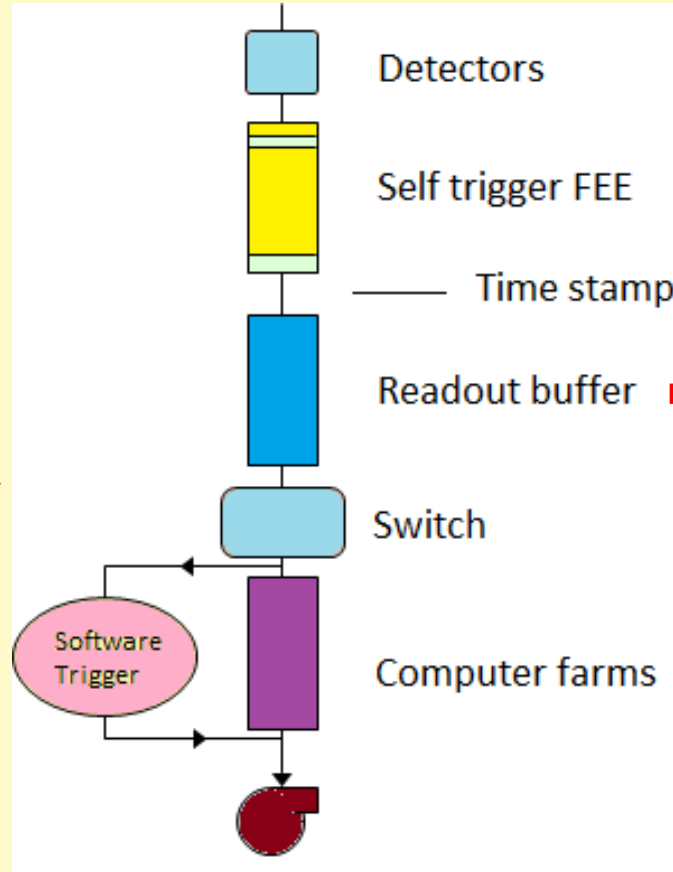 Detectors
Self trigger FEE
Time stamp
Readout buffer
Switch
Software
Trigger
Computer farms